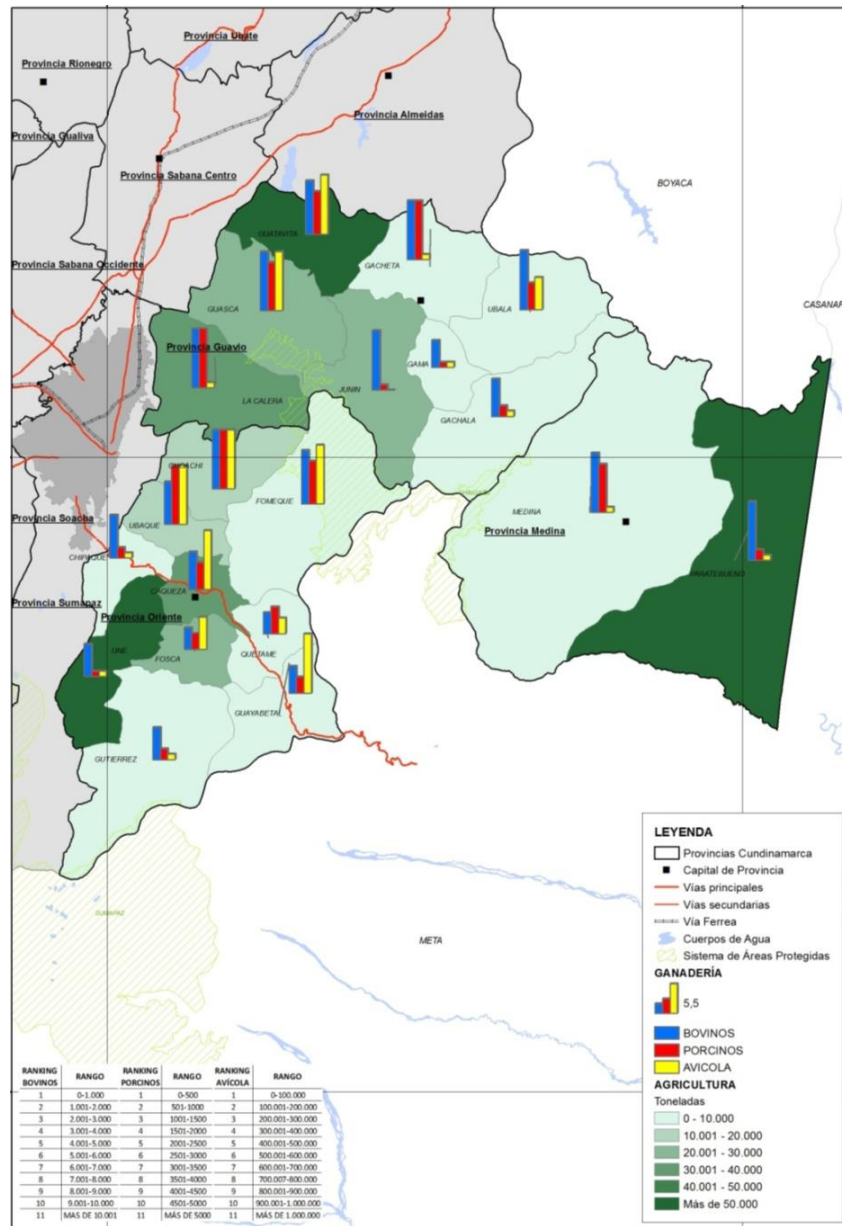 Provincia Ubate
Provincia Rionegro
Provincia Almeidas
Provincia Gualiva
Provincia Sabana Centro
BOYACA
GUATAVITA
GACHETA
Provincia Sabana Occidente
UBALA
CASANAR
GUASCA
Provincia Guavio
GAMA
JUNIN
LA CALERA
GACHALA
CHOACHI
FOMEQUE
MEDINA
UBAQUE
Provincia Soacha
Provincia Medina
CHIPAQUE
PARATEBUENO
CAQUEZA
Provincia Sumapaz
Provincia Oriente
UNE
FOSCA
QUETAME
GUAYABETAL
GUTIERREZ
SUMAPAZ
META
LEYENDA
Provincias Cundinamarca
Capital de Provincia
Vías principales
Vías secundarias
Vía Ferrea
Cuerpos de Agua
Sistema de Áreas Protegidas
GANADERÍA
5,5
BOVINOS
PORCINOS
AVICOLA
AGRICULTURA
Toneladas
0 - 10.000
10.001 - 20.000
20.001 - 30.000
30.001 - 40.000
40.001 - 50.000
Más de 50.000
RANKING BOVINOS RANGO RANKING PORCINOS RANGO RANKING AVÍCOLA RANGO
1 0-1.000 1 0-500 1 0-100.000
2 1.001-2.000 2 501-1000 2 100.001-200.000
3 2.001-3.000 3 1001-1500 3 200.001-300.000
4 3.001-4.000 4 1501-2000 4 300.001-400.000
5 4.001-5.000 5 2001-2500 5 400.001-500.000
6 5.001-6.000 6 2501-3000 6 500.001-600.000
7 6.001-7.000 7 3001-3500 7 600.001-700.000
8 7.001-8.000 8 3501-4000 8 700.007-800.000
9 8.001-9.000 9 4001-4500 9 800.001-900.000
10 9.001-10.000 10 4501-5000 10 900.001-1.000.000
11 MAS DE 10.001 11 MÁS DE 5000 11 MÁS DE 1.000.000